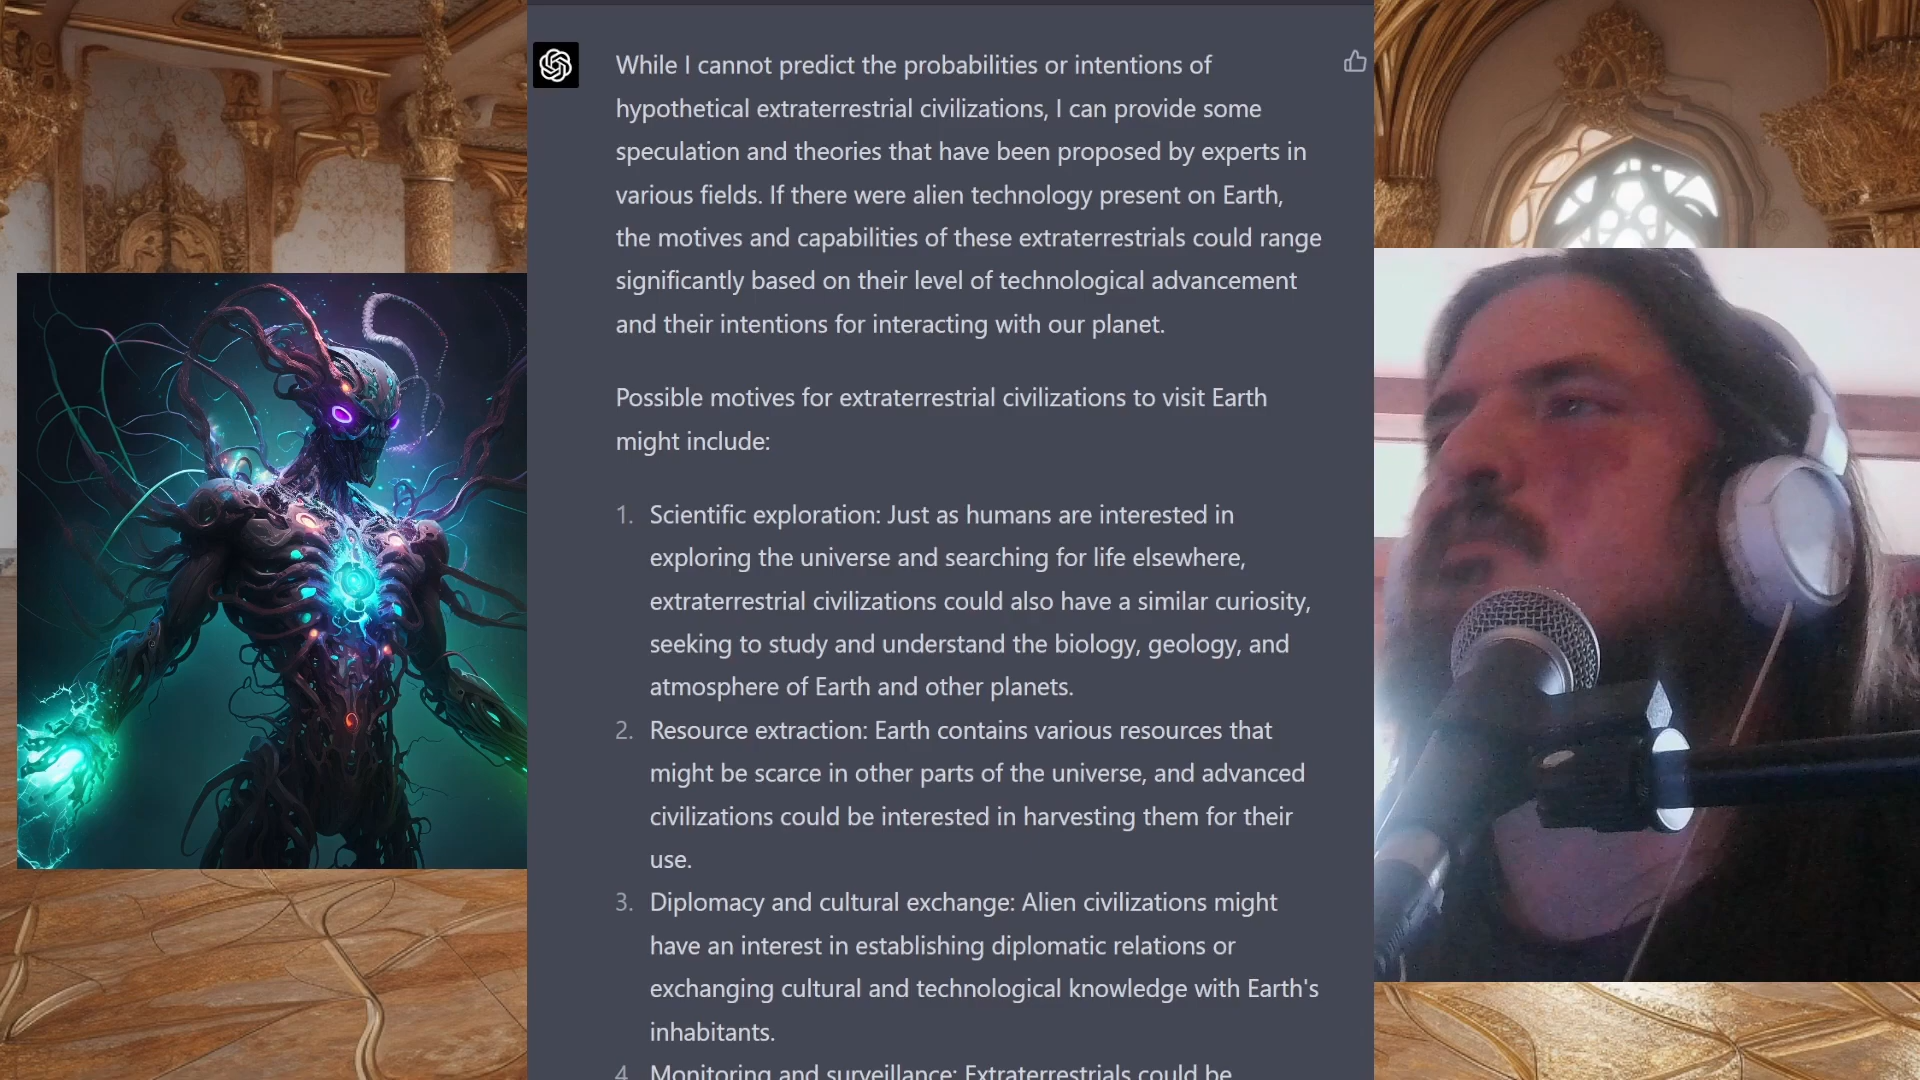 While I cannot predict the probabilities or intentions of
hypothetical extraterrestrial civilizations, I can provide some
speculation and theories that have been proposed by experts in
various fields. If there were alien technology present on Earth,
the motives and capabilities of these extraterrestrials could range
significantly based on their level of technological advancement
and their intentions for interacting with our planet.
Possible motives for extraterrestrial civilizations to visit Earth
might include:
1. Scientific exploration: Just as humans are interested in
exploring the universe and searching for life elsewhere,
extraterrestrial civilizations could also have a similar curiosity,
seeking to study and understand the biology, geology, and
atmosphere of Earth and other planets.
2. Resource extraction: Earth contains various resources that
might be scarce in other parts of the universe, and advanced
civilizations could be interested in harvesting them for their
use.
3. Diplomacy and cultural exchange: Alien civilizations might
have an interest in establishing diplomatic relations or
exchanging cultural and technological knowledge with Earth's
inhabitants.
4. Monitoring and surveillance: Extraterrestrials could be